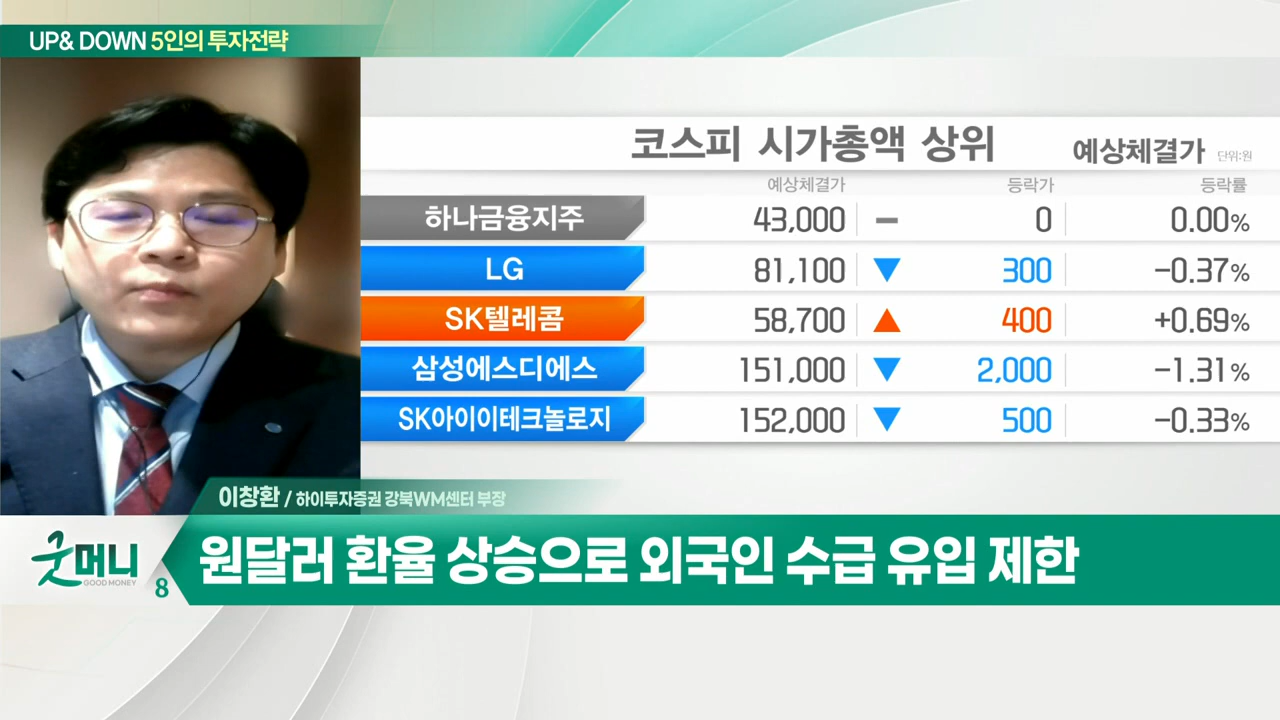 UP& DOWN 5인의 투자전략
코스피 시가총액 상위 예상체결가 단위:원
예상체결가 등락가 등락률
하나금융지주 43,000 0 0.00%
LG 81,100 ▼ 300 -0.37%
SK텔레콤 58,700 ▲ 400 +0.69%
삼성에스디에스 151,000 ▼ 2,000 -1.31%
SK아이이테크놀로지 152,000 ▼ 500 -0.33%
이창환 / 하이투자증권 강북WM센터 부장
굿머니
GOOD MONEY
8
원달러 환율 상승으로 외국인 수급 유입 제한